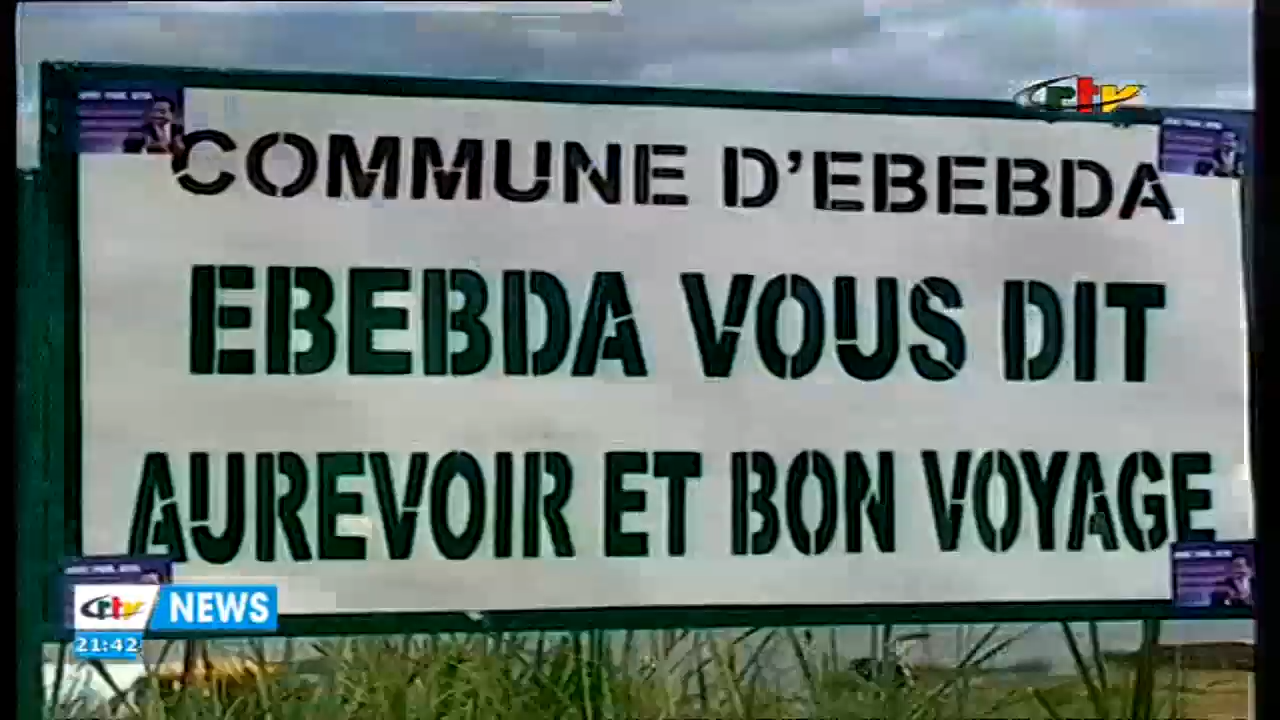 crtv
COMMUNE D'EBEBDA
EBEBDA VOUS DIT
AUREVOIR ET BON VOYAGE
crtv NEWS
21:42